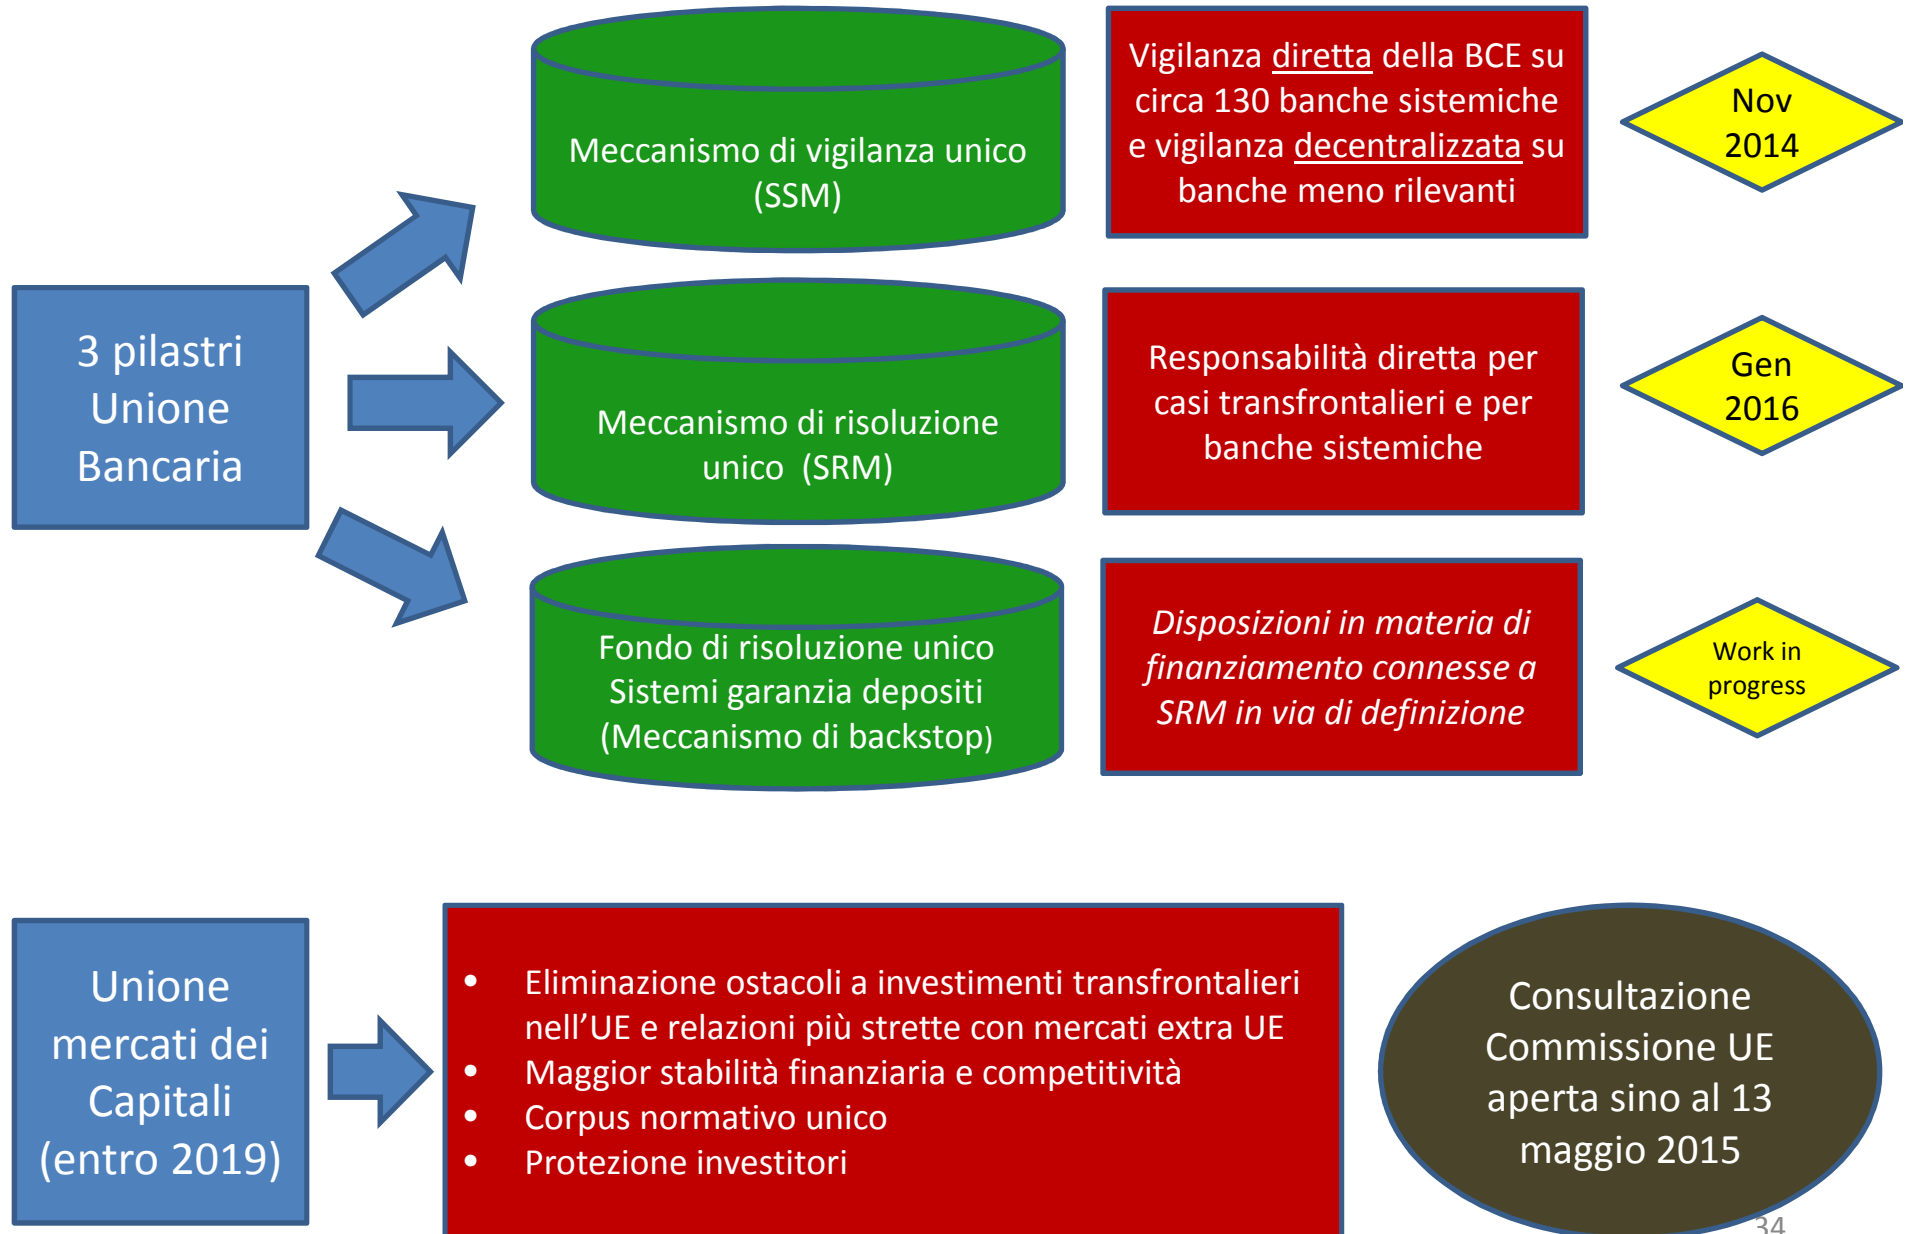 Meccanismo di vigilanza unico
(SSM)
Vigilanza diretta della BCE su
circa 130 banche sistemiche
e vigilanza decentralizzata su
banche meno rilevanti
Nov
2014
3 pilastri
Unione
Bancaria
Meccanismo di risoluzione
unico (SRM)
Responsabilità diretta per
casi transfrontalieri e per
banche sistemiche
Gen
2016
Fondo di risoluzione unico
Sistemi garanzia depositi
(Meccanismo di backstop)
Disposizioni in materia di
finanziamento connesse a
SRM in via di definizione
Work in
progress
Unione
mercati dei
Capitali
(entro 2019)
• Eliminazione ostacoli a investimenti transfrontalieri
nell’UE e relazioni più strette con mercati extra UE
• Maggior stabilità finanziaria e competitività
• Corpus normativo unico
• Protezione investitori
Consultazione
Commissione UE
aperta sino al 13
maggio 2015
34